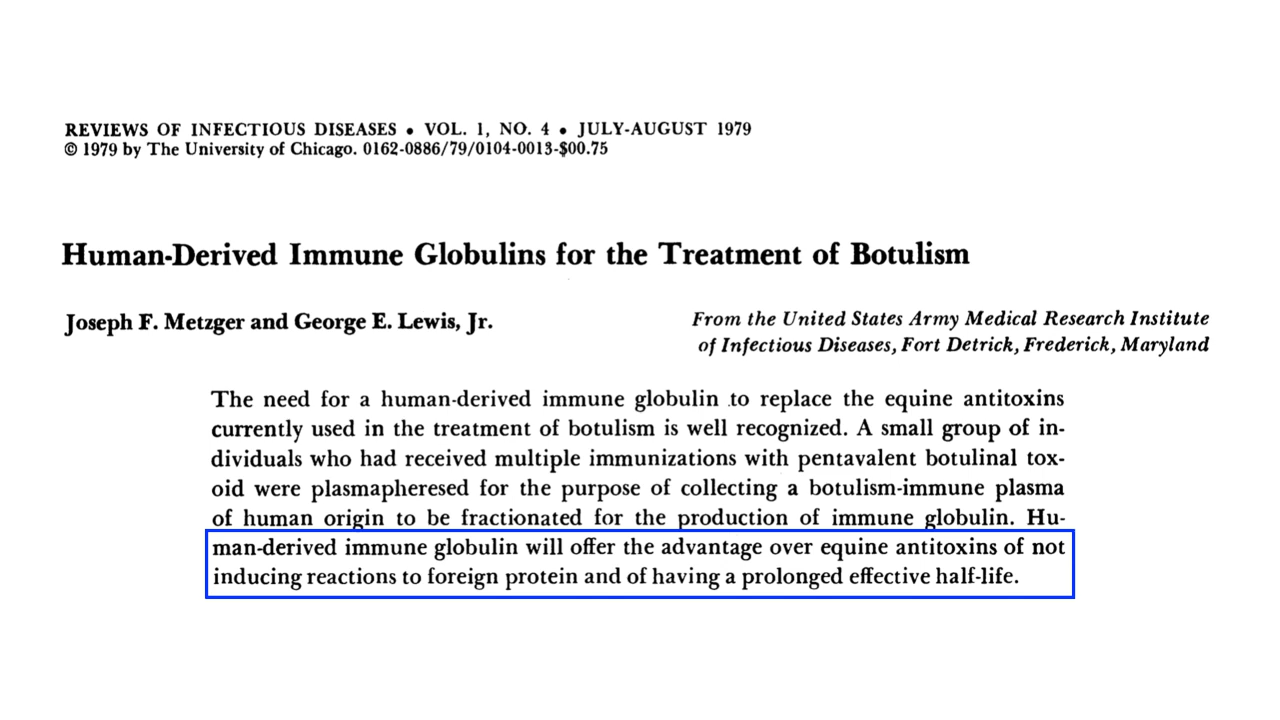 REVIEWS OF INFECTIOUS DISEASES • VOL. 1, NO. 4 • JULY-AUGUST 1979
© 1979 by The University of Chicago. 0162-0886/79/0104-0013-$00.75
Human-Derived Immune Globulins for the Treatment of Botulism
Joseph F. Metzger and George E. Lewis, Jr.
From the United States Army Medical Research Institute
of Infectious Diseases, Fort Detrick, Frederick, Maryland
The need for a human-derived immune globulin to replace the equine antitoxins
currently used in the treatment of botulism is well recognized. A small group of in-
dividuals who had received multiple immunizations with pentavalent botulinal tox-
oid were plasmapheresed for the purpose of collecting a botulism-immune plasma
of human origin to be fractionated for the production of immune globulin. Hu-
man-derived immune globulin will offer the advantage over equine antitoxins of not
inducing reactions to foreign protein and of having a prolonged effective half-life.